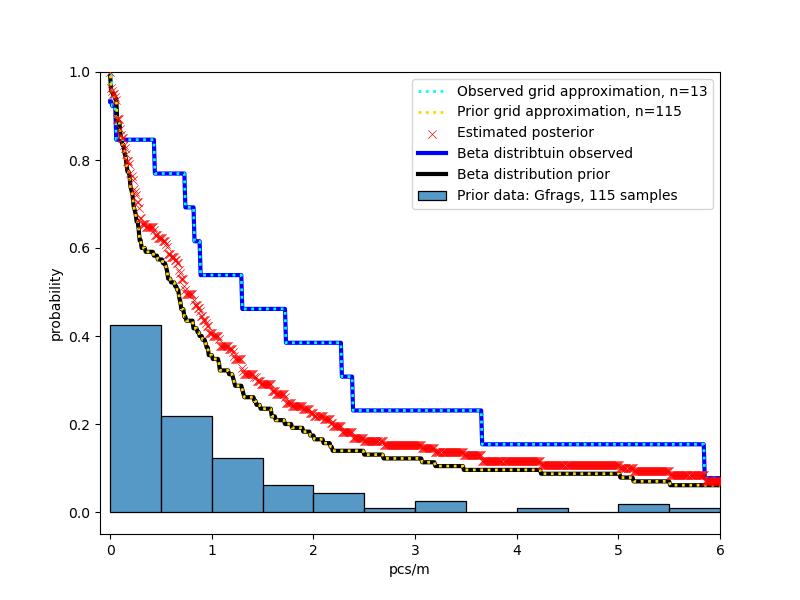 1.0
0.8
0.6
0.4
0.2
0.0
probability
Observed grid approximation, n=13
Prior grid approximation, n=115
Estimated posterior
Beta distribtuin observed
Beta distribution prior
Prior data: Gfrags, 115 samples
0 1 2 3 4 5 6
pcs/m